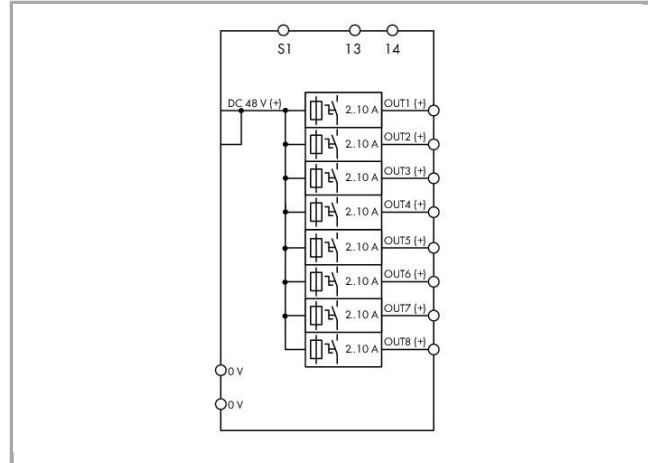 S1 13 14
DC 48 V (+) 2..10 A OUT1 (+)
2..10 A OUT2 (+)
2..10 A OUT3 (+)
2..10 A OUT4 (+)
2..10 A OUT5 (+)
2..10 A OUT6 (+)
2..10 A OUT7 (+)
2..10 A OUT8 (+)
0 V
0 V